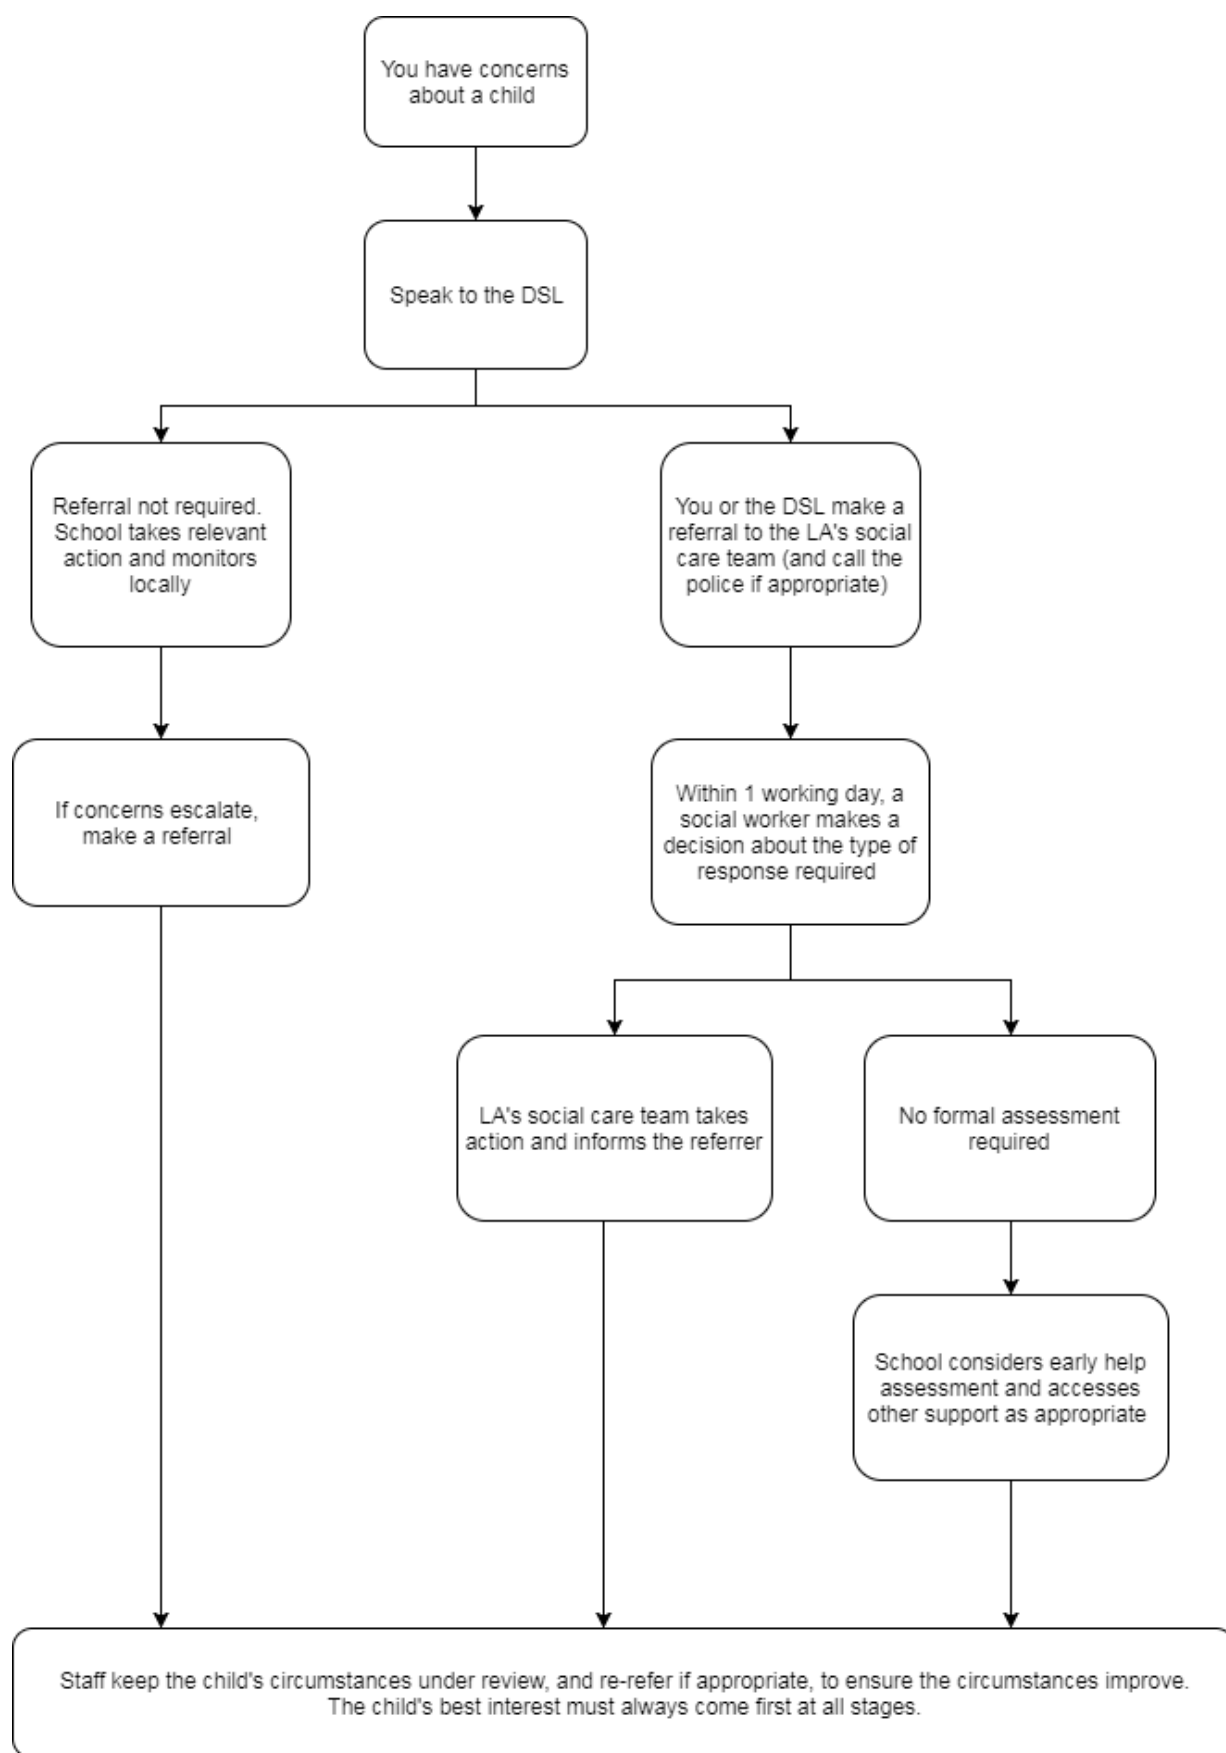 You have concerns
about a child
Speak to the DSL
Referral not required.
School takes relevant
action and monitors
locally
You or the DSL make a
referral to the LA's social
care team (and call the
police if appropriate)
If concerns escalate,
make a referral
Within 1 working day, a
social worker makes a
decision about the type of
response required
LA's social care team takes
action and informs the referrer
No formal assessment
required
School considers early help
assessment and accesses
other support as appropriate
Staff keep the child's circumstances under review, and re-refer if appropriate, to ensure the circumstances improve.
The child's best interest must always come first at all stages.